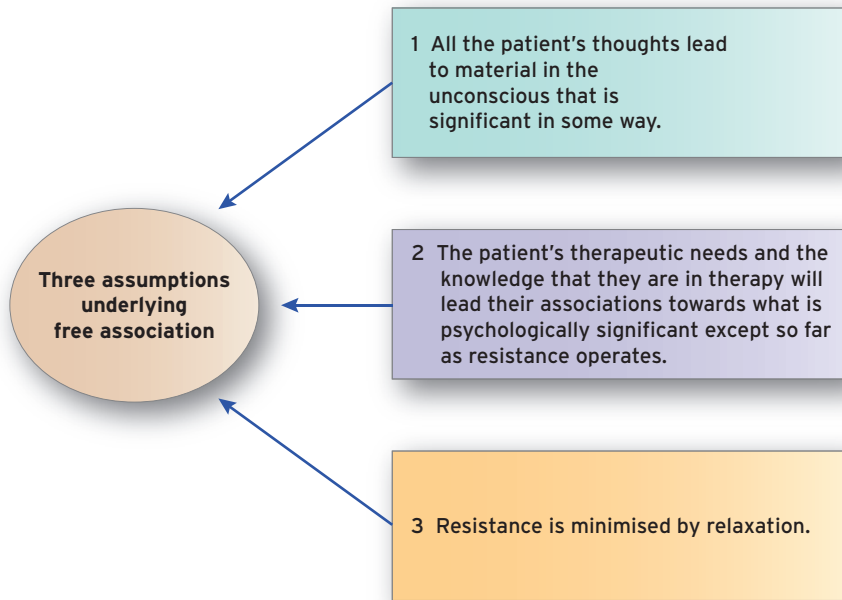 1 All the patient's thoughts lead
to material in the
unconscious that is
significant in some way.
Three assumptions
underlying
free association
2 The patient's therapeutic needs and the
knowledge that they are in therapy will
lead their associations towards what is
psychologically significant except so far
as resistance operates.
3 Resistance is minimised by relaxation.